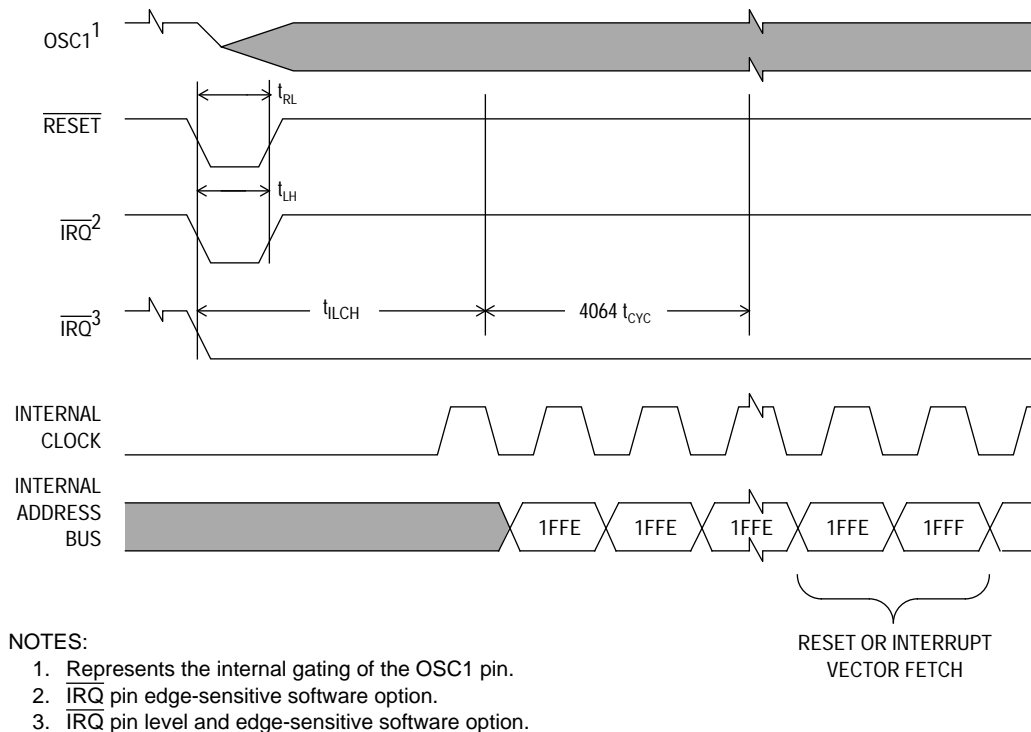 OSC1¹
t_RL
RESET
t_LH
IRQ²
t_ILCH
4064 t_CYC
IRQ³
INTERNAL
CLOCK
INTERNAL
ADDRESS
BUS
1FFE 1FFE 1FFE 1FFE 1FFF
RESET OR INTERRUPT
VECTOR FETCH
NOTES:
1. Represents the internal gating of the OSC1 pin.
2. IRQ pin edge-sensitive software option.
3. IRQ pin level and edge-sensitive software option.